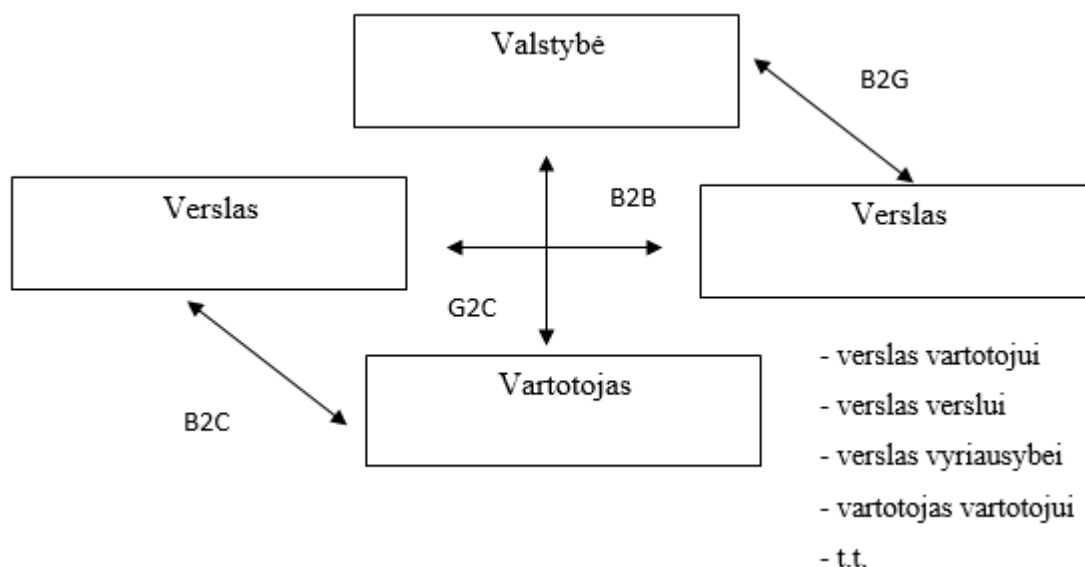 Valstybė
B2G
Verslas
B2B
Verslas
G2C
Vartotojas
B2C
- verslas vartotojui
- verslas verslui
- verslas vyriausybei
- vartotojas vartotojui
- t.t.